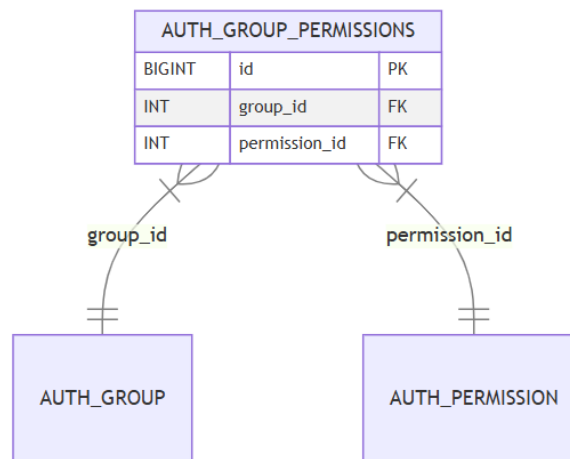 AUTH_GROUP_PERMISSIONS
BIGINT id PK
INT group_id FK
INT permission_id FK
group_id permission_id
AUTH_GROUP AUTH_PERMISSION